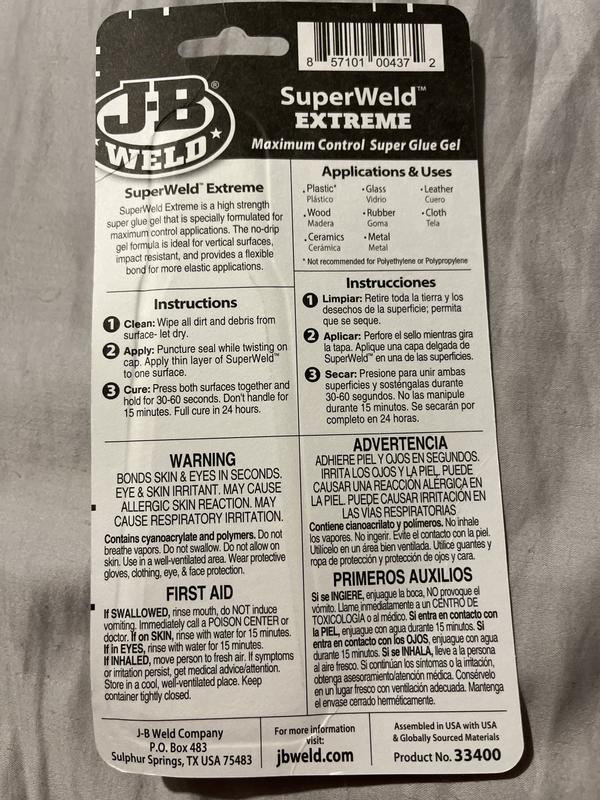 8 57101 00437 2
J-B®
WELD
SuperWeld™
EXTREME
Maximum Control Super Glue Gel
SuperWeld™ Extreme
SuperWeld Extreme is a high strength
super glue gel that is specially formulated for
maximum control applications. The no-drip
gel formula is ideal for vertical surfaces,
impact resistant, and provides a flexible
bond for more elastic applications.
Applications & Uses
• Plastic* • Glass • Leather
Plástico Vidrio Cuero
• Wood • Rubber • Cloth
Madera Goma Tela
• Ceramics • Metal
Cerámica Metal
* Not recommended for Polyethylene or Polypropylene
Instructions
1 Clean: Wipe all dirt and debris from
surface- let dry.
2 Apply: Puncture seal while twisting on
cap. Apply thin layer of SuperWeld™
to one surface.
3 Cure: Press both surfaces together and
hold for 30-60 seconds. Don't handle for
15 minutes. Full cure in 24 hours.
Instrucciones
1 Limpiar: Retire toda la tierra y los
desechos de la superficie; permita
que se seque.
2 Aplicar: Perfore el sello mientras gira
la tapa. Aplique una capa delgada de
SuperWeld™ en una de las superficies.
3 Secar: Presione para unir ambas
superficies y sosténgalas durante
30-60 segundos. No las manipule
durante 15 minutos. Se secarán por
completo en 24 horas.
WARNING
BONDS SKIN & EYES IN SECONDS.
EYE & SKIN IRRITANT. MAY CAUSE
ALLERGIC SKIN REACTION. MAY
CAUSE RESPIRATORY IRRITATION.
Contains cyanoacrylate and polymers. Do not
breathe vapors. Do not swallow. Do not allow on
skin. Use in a well-ventilated area. Wear protective
gloves, clothing, eye, & face protection.
FIRST AID
If SWALLOWED, rinse mouth, do NOT induce
vomiting. Immediately call a POISON CENTER or
doctor. If on SKIN, rinse with water for 15 minutes.
If in EYES, rinse with water for 15 minutes.
If INHALED, move person to fresh air. If symptoms
or irritation persist, get medical advice/attention.
Store in a cool, well-ventilated place. Keep
container tightly closed.
ADVERTENCIA
ADHIERE PIEL Y OJOS EN SEGUNDOS.
IRRITA LOS OJOS Y LA PIEL. PUEDE
CAUSAR UNA REACCIÓN ALÉRGICA EN
LA PIEL. PUEDE CAUSAR IRRITACIÓN EN
LAS VÍAS RESPIRATORIAS
Contiene cianoacrilato y polímeros. No inhale
los vapores. No ingerir. Evite el contacto con la piel.
Utilícelo en un área bien ventilada. Utilice guantes y
ropa de protección y protección de ojos y cara.
PRIMEROS AUXILIOS
Si se INGIERE, enjuague la boca, NO provoque el
vómito. Llame inmediatamente a un CENTRO DE
TOXICOLOGÍA o al médico. Si entra en contacto con
la PIEL, enjuague con agua durante 15 minutos. Si
entra en contacto con los OJOS, enjuague con agua
durante 15 minutos. Si se INHALA, lleve a la persona
al aire fresco. Si continúan los síntomas o la irritación,
obtenga asesoramiento/atención médica. Consérvelo
en un lugar fresco con ventilación adecuada. Mantenga
el envase cerrado herméticamente.
J-B Weld Company
P.O. Box 483
Sulphur Springs, TX USA 75483
For more information
visit:
jbweld.com
Assembled in USA with USA
& Globally Sourced Materials
Product No. 33400